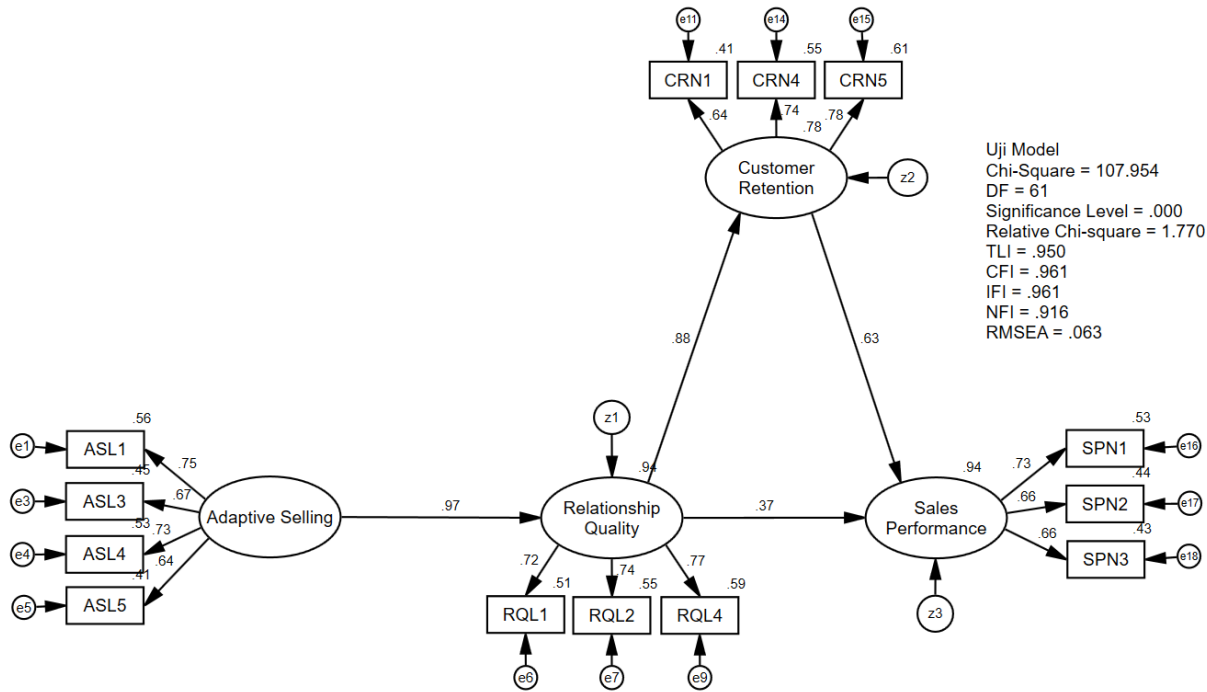 e11
e14
e15
.41
.55
.61
CRN1
CRN4
CRN5
.64
.74
.78
.78
Customer
Retention
z2
Uji Model
Chi-Square = 107.954
DF = 61
Significance Level = .000
Relative Chi-square = 1.770
TLI = .950
CFI = .961
IFI = .961
NFI = .916
RMSEA = .063
.88
.63
z1
.56
e1
ASL1
.75
.45
e3
ASL3
.67
.53
e4
ASL4
.73
.64
.41
e5
ASL5
Adaptive Selling
.97
.94
Relationship
Quality
.37
.94
Sales
Performance
.72
.74
.77
.51
.55
.59
RQL1
RQL2
RQL4
e6
e7
e9
z3
.53
.73
SPN1
e16
.44
.66
SPN2
e17
.43
.66
SPN3
e18